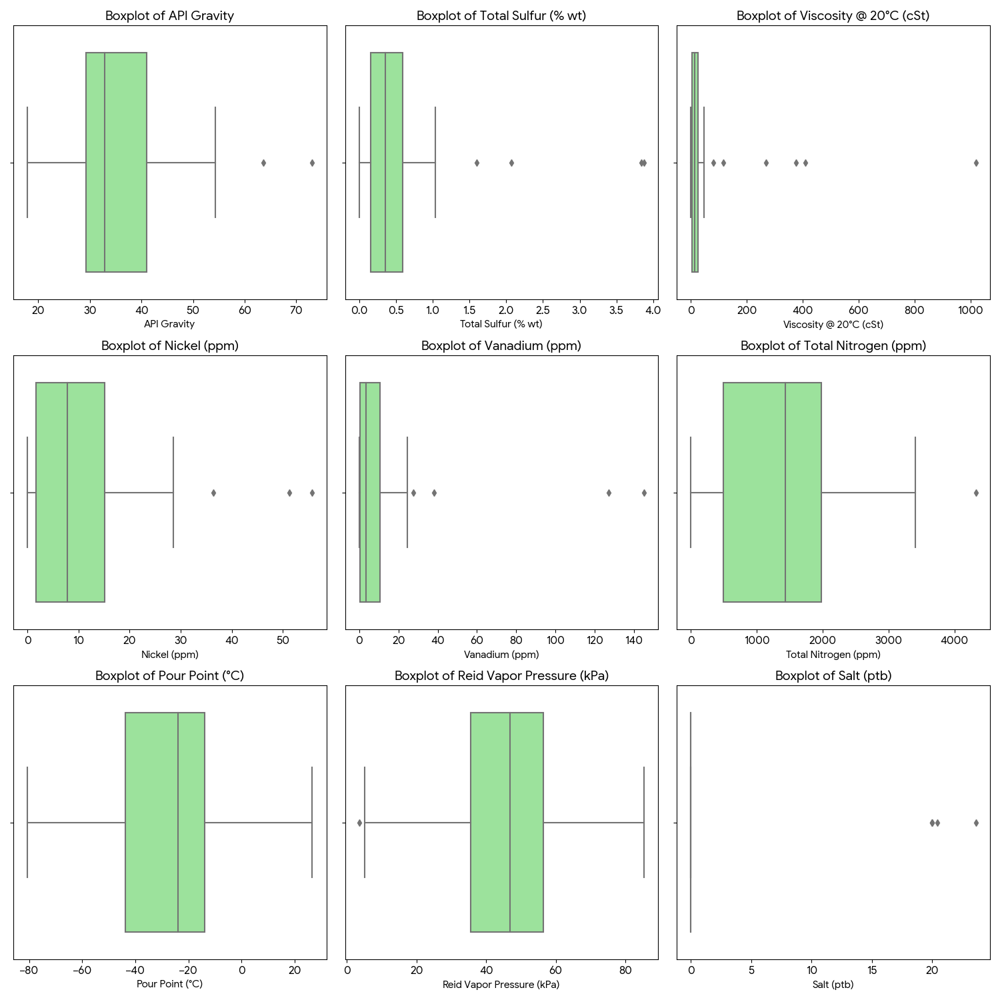 Boxplot of API Gravity
Boxplot of Total Sulfur (% wt)
Boxplot of Viscosity @ 20°C (cSt)
20 30 40 50 60 70
0.0 0.5 1.0 1.5 2.0 2.5 3.0 3.5 4.0
0 200 400 600 800 1000
API Gravity
Total Sulfur (% wt)
Viscosity @ 20°C (cSt)
Boxplot of Nickel (ppm)
Boxplot of Vanadium (ppm)
Boxplot of Total Nitrogen (ppm)
0 10 20 30 40 50
0 20 40 60 80 100 120 140
0 1000 2000 3000 4000
Nickel (ppm)
Vanadium (ppm)
Total Nitrogen (ppm)
Boxplot of Pour Point (°C)
Boxplot of Reid Vapor Pressure (kPa)
Boxplot of Salt (ptb)
−80 −60 −40 −20 0 20
0 20 40 60 80
0 5 10 15 20
Pour Point (°C)
Reid Vapor Pressure (kPa)
Salt (ptb)